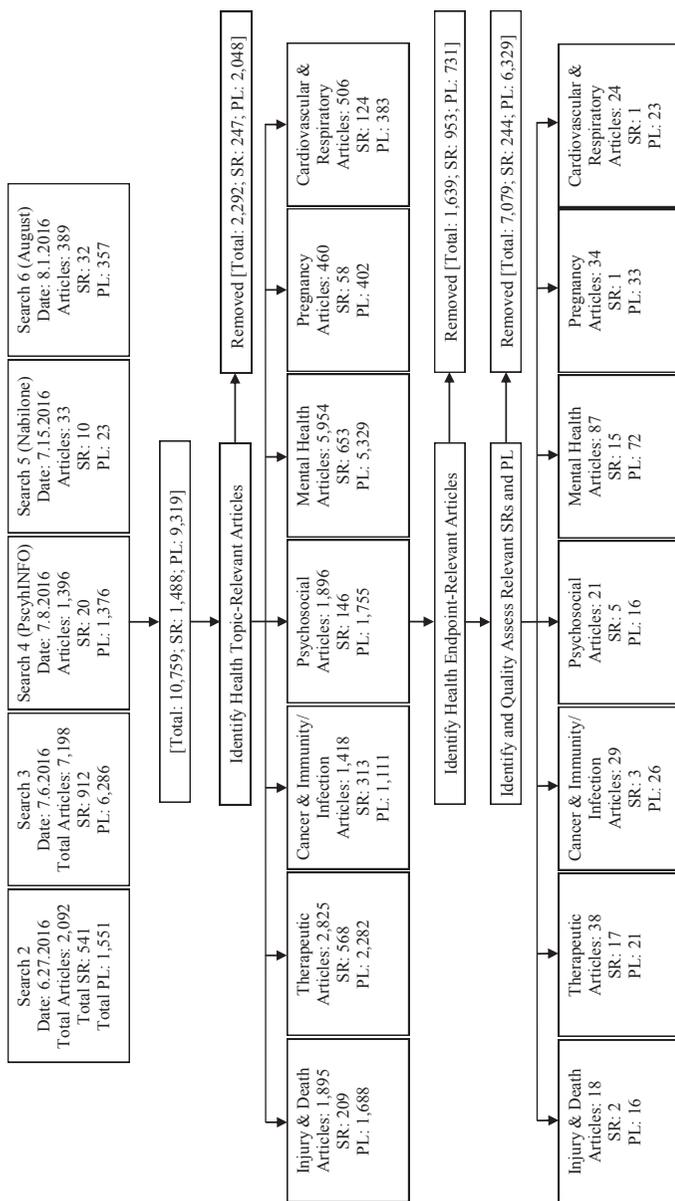 Search 2
Date: 6.27.2016
Total Articles: 2,092
Total SR: 541
Total PL: 1,551
Search 3
Date: 7.6.2016
Total Articles: 7,198
SR: 912
PL: 6,286
Search 4 (PscyhINFO)
Date: 7.8.2016
Articles: 1,396
SR: 20
PL: 1,376
Search 5 (Nabilone)
Date: 7.15.2016
Articles: 33
SR: 10
PL: 23
Search 6 (August)
Date: 8.1.2016
Articles: 389
SR: 32
PL: 357
[Total: 10,759; SR: 1,488; PL: 9,319]
Identify Health Topic-Relevant Articles
Removed [Total: 2,292; SR: 247; PL: 2,048]
Injury & Death
Articles: 1,895
SR: 209
PL: 1,688
Therapeutic
Articles: 2,825
SR: 568
PL: 2,282
Cancer & Immunity/
Infection
Articles: 1,418
SR: 313
PL: 1,111
Psychosocial
Articles: 1,896
SR: 146
PL: 1,755
Mental Health
Articles: 5,954
SR: 653
PL: 5,329
Pregnancy
Articles: 460
SR: 58
PL: 402
Cardiovascular &
Respiratory
Articles: 506
SR: 124
PL: 383
Identify Health Endpoint-Relevant Articles
Removed [Total: 1,639; SR: 953; PL: 731]
Identify and Quality Assess Relevant SRs and PL
Removed [Total: 7,079; SR: 244; PL: 6,329]
Injury & Death
Articles: 18
SR: 2
PL: 16
Therapeutic
Articles: 38
SR: 17
PL: 21
Cancer & Immunity/
Infection
Articles: 29
SR: 3
PL: 26
Psychosocial
Articles: 21
SR: 5
PL: 16
Mental Health
Articles: 87
SR: 15
PL: 72
Pregnancy
Articles: 34
SR: 1
PL: 33
Cardiovascular &
Respiratory
Articles: 24
SR: 1
PL: 23